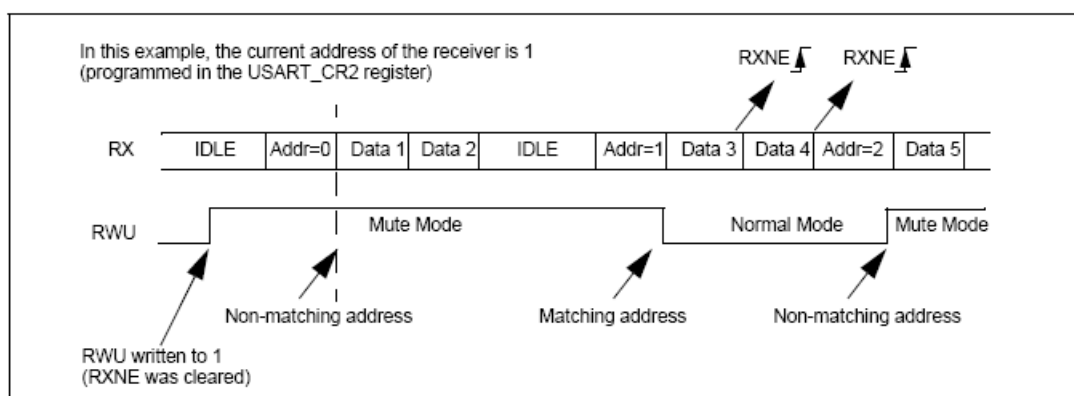 In this example, the current address of the receiver is 1
(programmed in the USART_CR2 register)
RXNE RXNE
RX IDLE Addr=0 Data 1 Data 2 IDLE Addr=1 Data 3 Data 4 Addr=2 Data 5
RWU Mute Mode Normal Mode Mute Mode
Non-matching address Matching address Non-matching address
RWU written to 1
(RXNE was cleared)